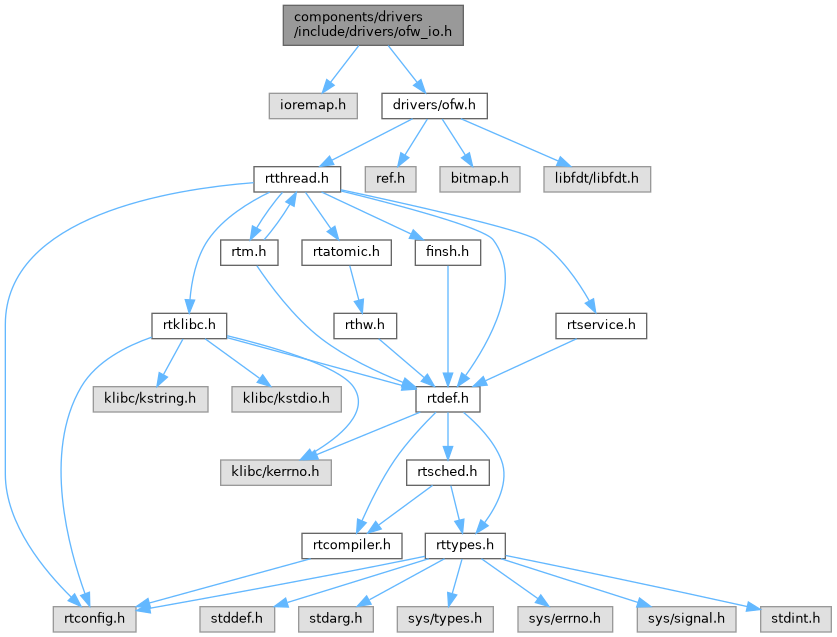 components/drivers
/include/drivers/ofw_io.h
ioremap.h
drivers/ofw.h
rtthread.h
ref.h
bitmap.h
libfdt/libfdt.h
rtm.h
rtatomic.h
finsh.h
rtklibc.h
rthw.h
rtservice.h
klibc/kstring.h
klibc/kstdio.h
rtdef.h
klibc/kerrno.h
rtsched.h
rtcompiler.h
rttypes.h
rtconfig.h
stddef.h
stdarg.h
sys/types.h
sys/errno.h
sys/signal.h
stdint.h